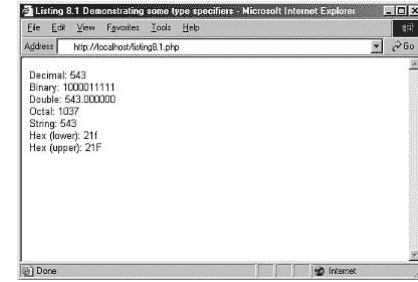 Listing 8.1 Demonstrating some type specifiers - Microsoft Internet Explorer
File Edit View Favorites Tools Help
Address http://localhost/listing8.1.php Go
Decimal: 543
Binary: 1000011111
Double: 543.000000
Octal: 1037
String: 543
Hex (lower): 21f
Hex (upper): 21F
Done Internet